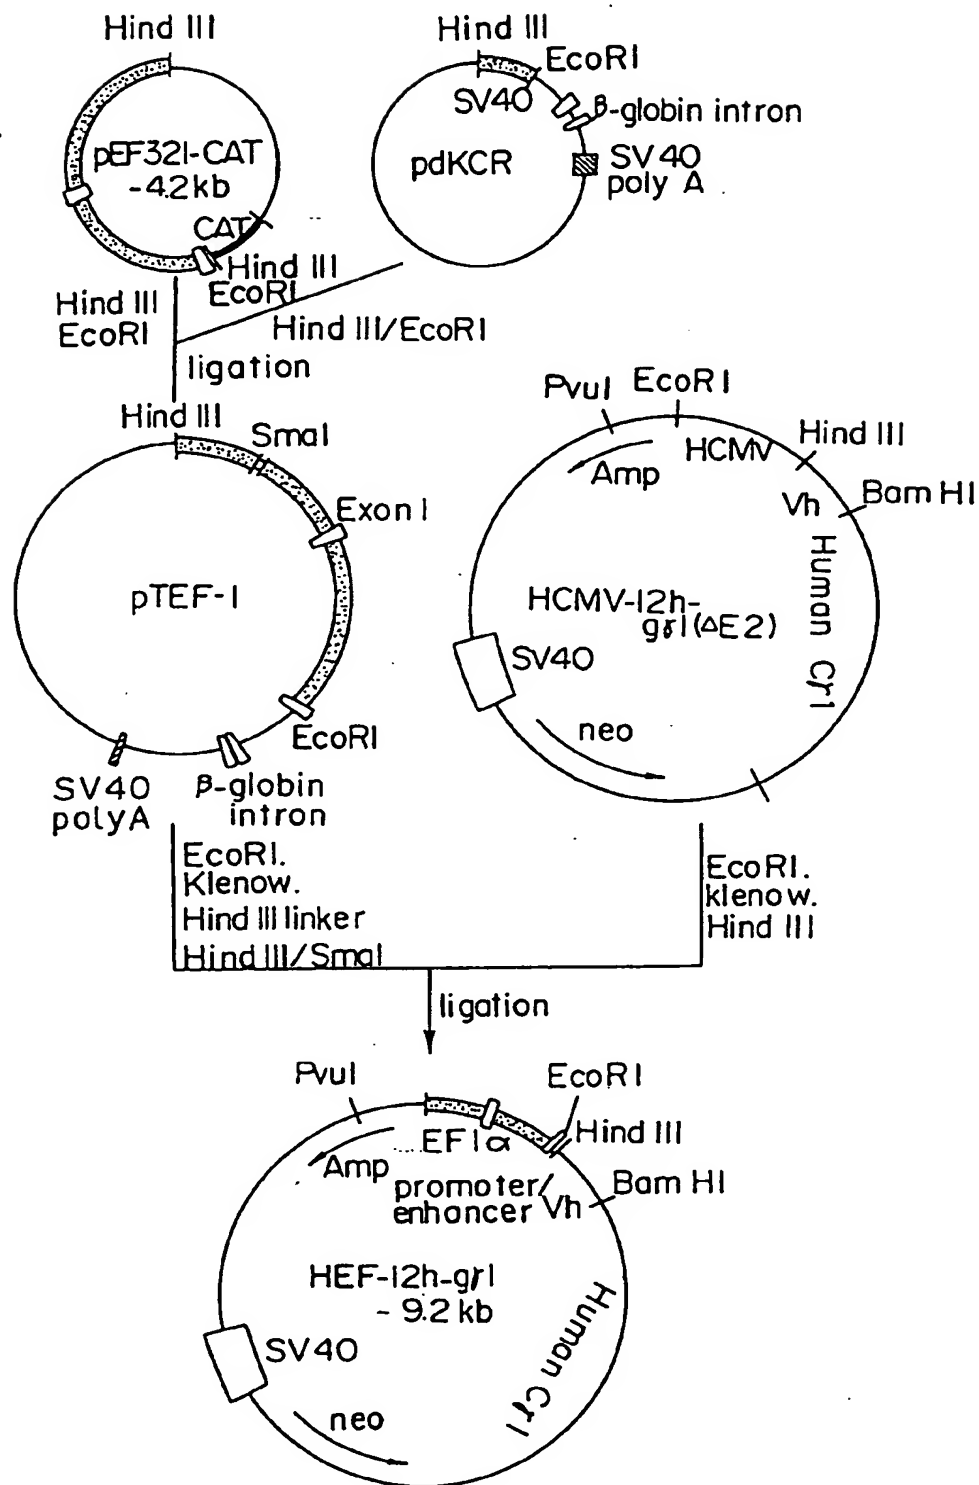 Hind III
pEF321-CAT
~4.2kb
CAT
Hind III
EcoRI
Hind III
EcoRI
SV40
β-globin intron
pdKCR
SV40
poly A
Hind III
EcoRI
Hind III/EcoRI
ligation
Hind III
SmaI
Exon I
pTEF-1
EcoRI
SV40
polyA
β-globin
intron
PvuI
EcoRI
HCMV
Hind III
Amp
Vh
Bam HI
HCMV-12h-
gγ1(ΔE2)
Human Cγ1
SV40
neo
EcoRI.
Klenow.
Hind III linker
Hind III/SmaI
EcoRI.
klenow.
Hind III
ligation
PvuI
EcoRI
EF1α
Hind III
Amp
promoter/
enhancer
Vh
Bam HI
HEF-12h-gγ1
~9.2 kb
Human Cγ1
SV40
neo